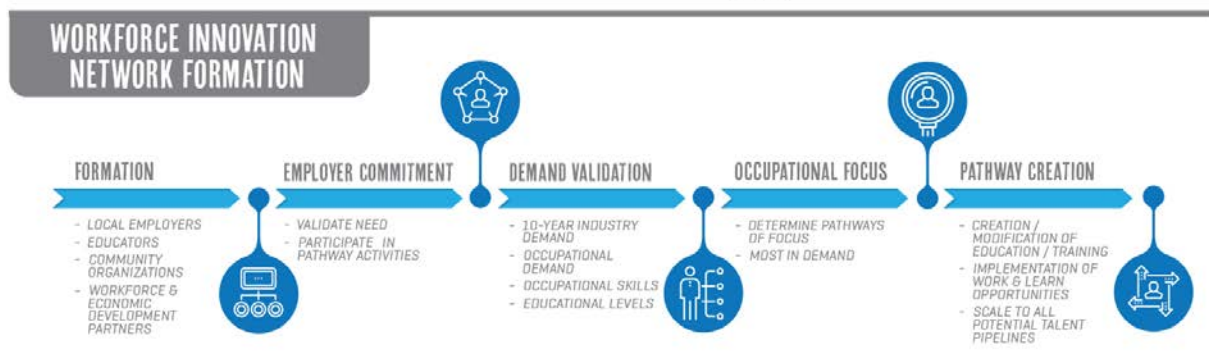 WORKFORCE INNOVATION
NETWORK FORMATION
FORMATION
- LOCAL EMPLOYERS
- EDUCATORS
- COMMUNITY
ORGANIZATIONS
- WORKFORCE &
ECONOMIC
DEVELOPMENT
PARTNERS
EMPLOYER COMMITMENT
- VALIDATE NEED
- PARTICIPATE IN
PATHWAY ACTIVITIES
DEMAND VALIDATION
- 10-YEAR INDUSTRY
DEMAND
- OCCUPATIONAL
DEMAND
- OCCUPATIONAL SKILLS
- EDUCATIONAL LEVELS
OCCUPATIONAL FOCUS
- DETERMINE PATHWAYS
OF FOCUS
- MOST IN DEMAND
PATHWAY CREATION
- CREATION /
MODIFICATION OF
EDUCATION / TRAINING
- IMPLEMENTATION OF
WORK & LEARN
OPPORTUNITIES
- SCALE TO ALL
POTENTIAL TALENT
PIPELINES